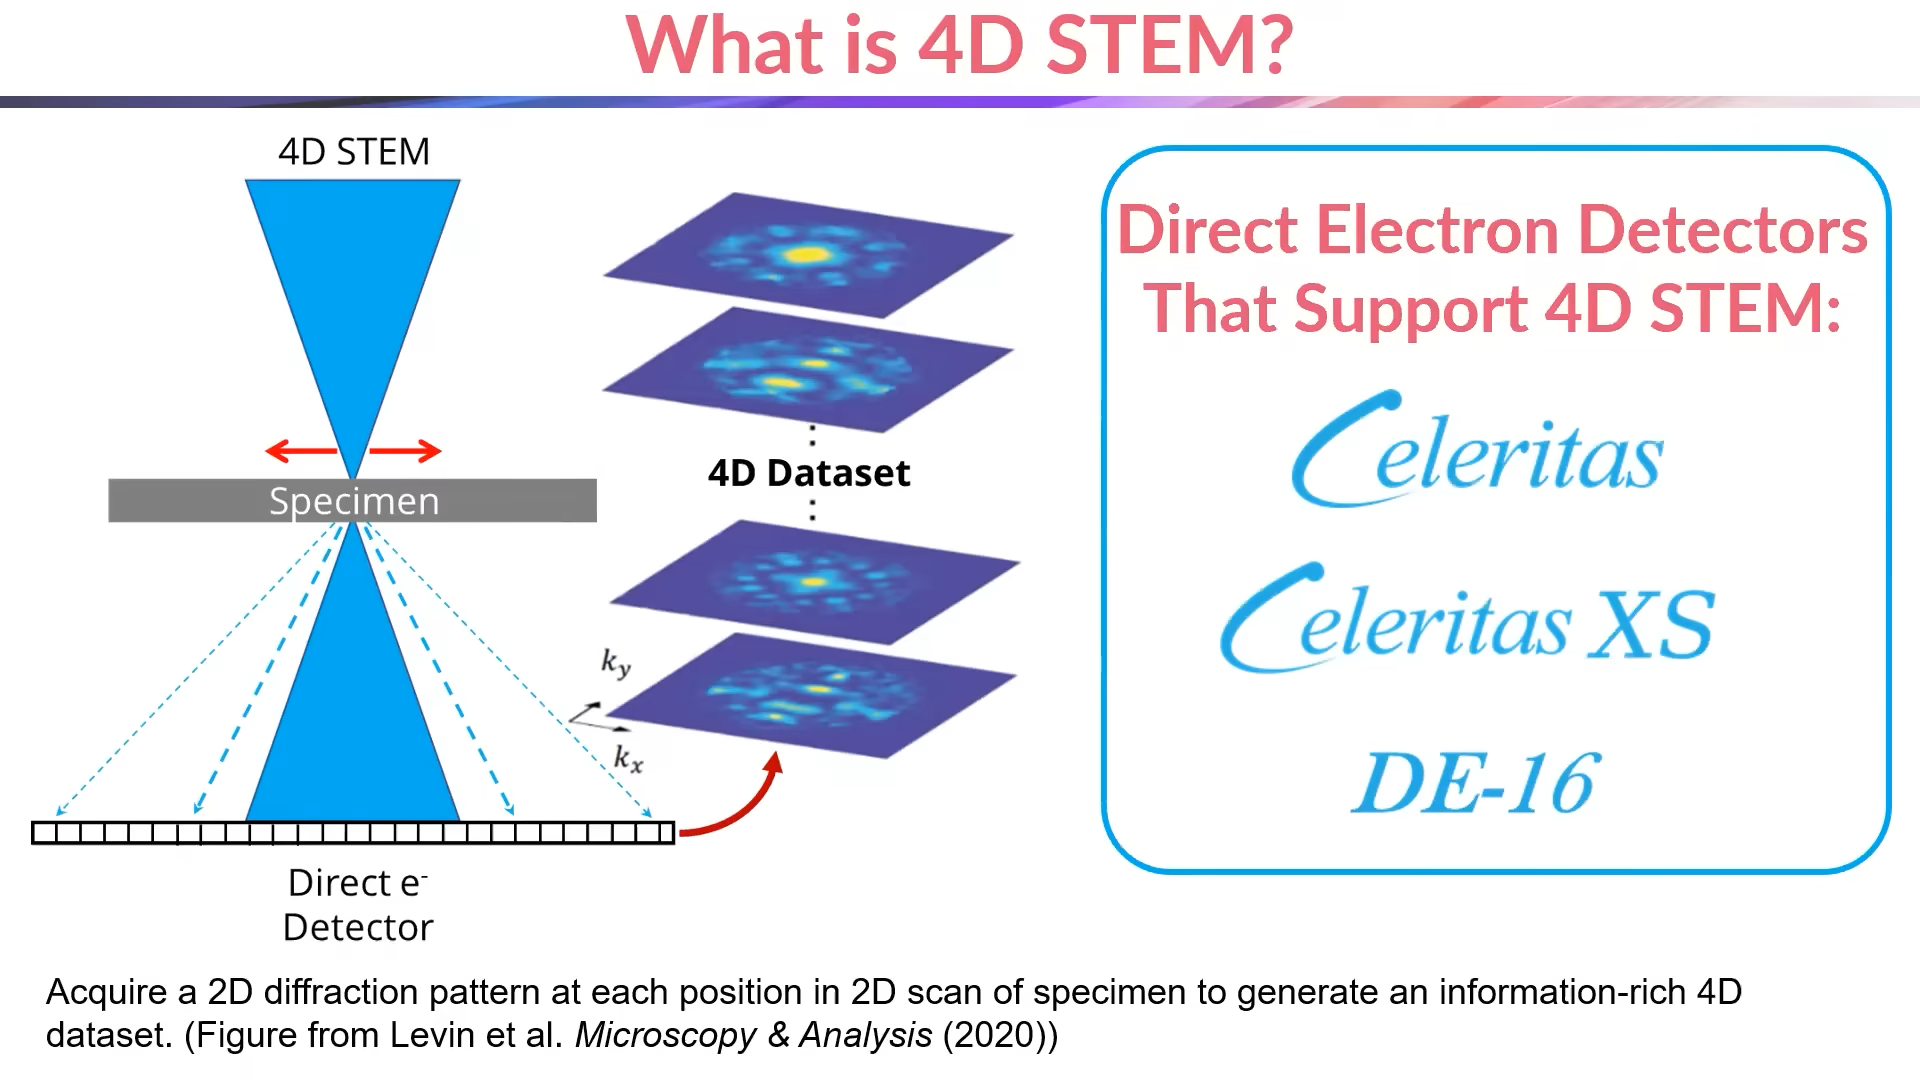 What is 4D STEM?
4D STEM
Specimen
Direct e-
Detector
4D Dataset
ky
kx
Direct Electron Detectors
That Support 4D STEM:
Celeritas
Celeritas XS
DE-16
Acquire a 2D diffraction pattern at each position in 2D scan of specimen to generate an information-rich 4D
dataset. (Figure from Levin et al. Microscopy & Analysis (2020))